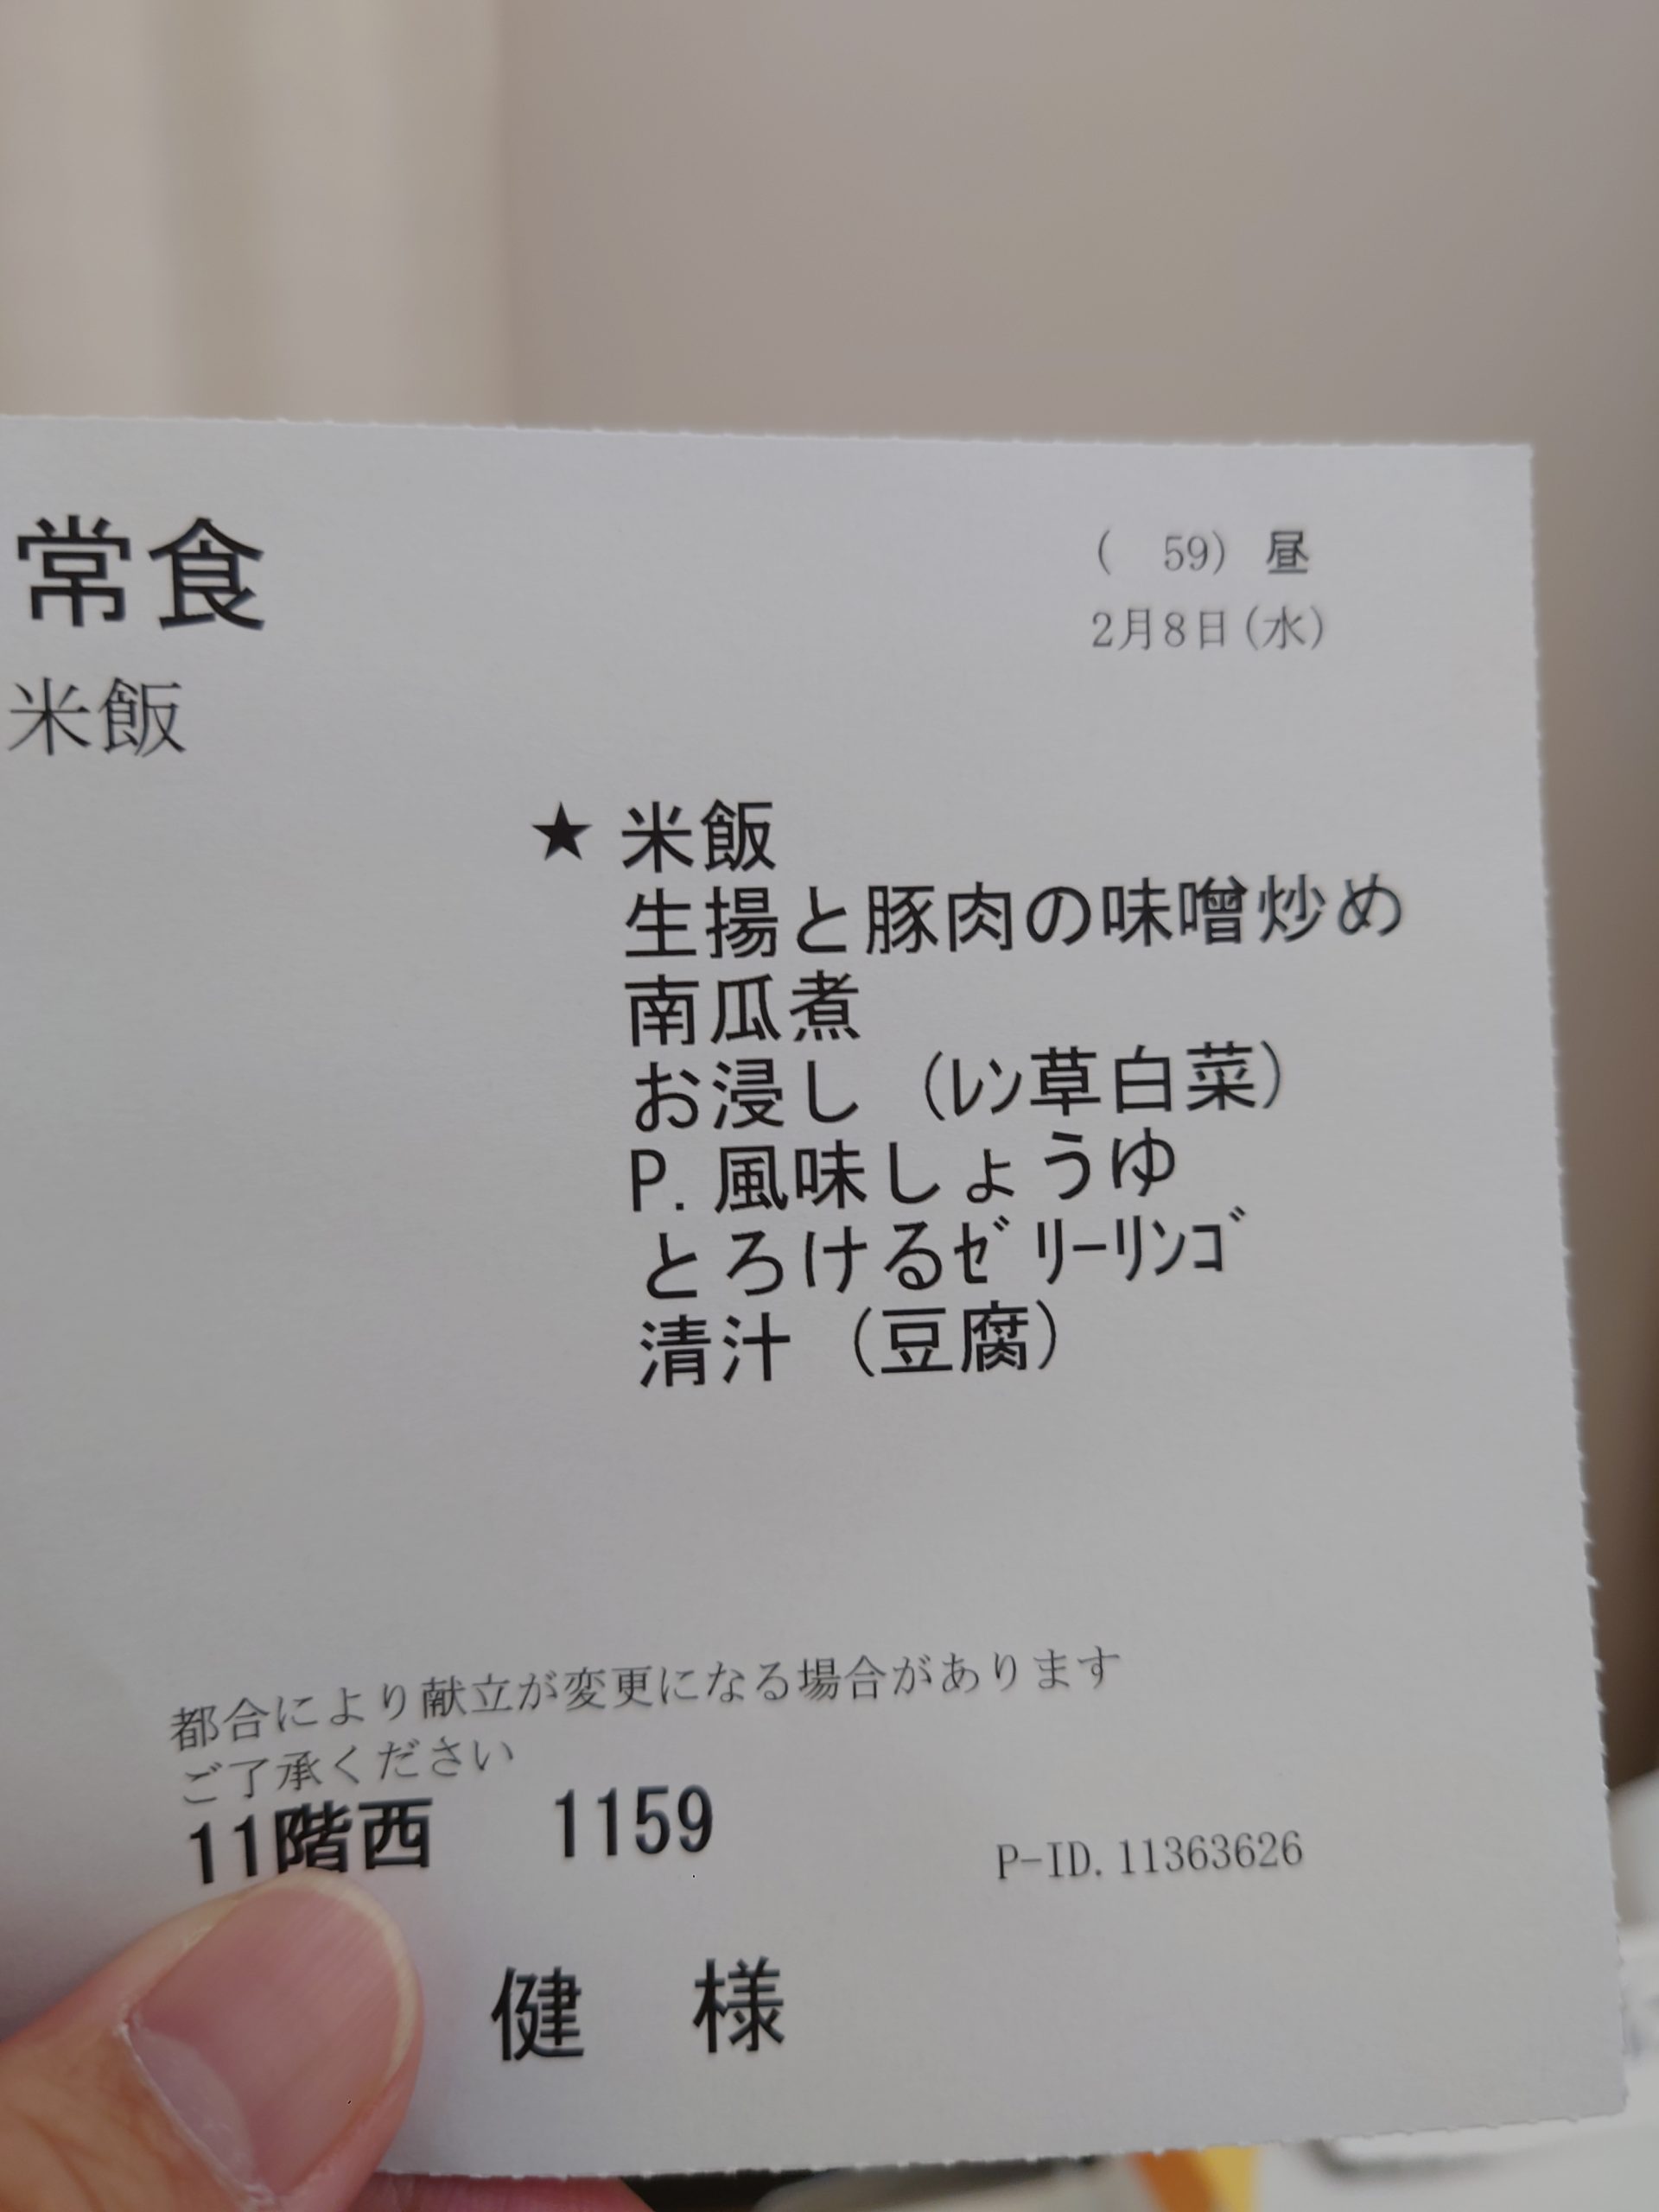 常食
( 59) 昼
2月8日(水)
米飯
★ 米飯
生揚と豚肉の味噌炒め
南瓜煮
お浸し (ﾚﾝ草白菜)
P.風味しょうゆ
とろけるｾﾞﾘｰﾘﾝｺﾞ
清汁 (豆腐)
都合により献立が変更になる場合があります
ご了承ください
11階西 1159
P-ID.11363626
健 様